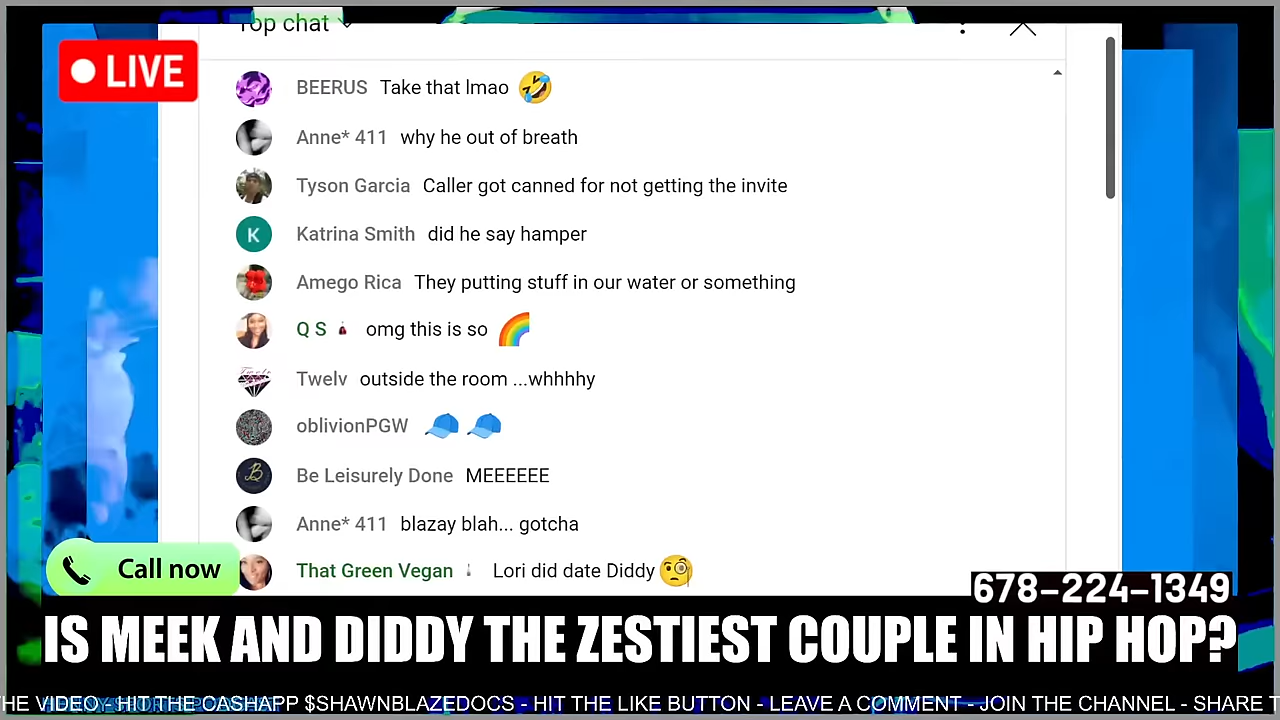 Top chat
LIVE
BEERUS Take that lmao 🤣
Anne* 411 why he out of breath
Tyson Garcia Caller got canned for not getting the invite
K Katrina Smith did he say hamper
Amego Rica They putting stuff in our water or something
Q S omg this is so 🌈
Twelv outside the room ...whhhhy
oblivionPGW 🧢 🧢
B Be Leisurely Done MEEEEEE
Anne* 411 blazay blah... gotcha
That Green Vegan Lori did date Diddy 🧐
Call now
678-224-1349
IS MEEK AND DIDDY THE ZESTIEST COUPLE IN HIP HOP?
THE VIDEO - HIT THE CASHAPP $SHAWNBLAZEDOCS - HIT THE LIKE BUTTON - LEAVE A COMMENT - JOIN THE CHANNEL - SHARE T